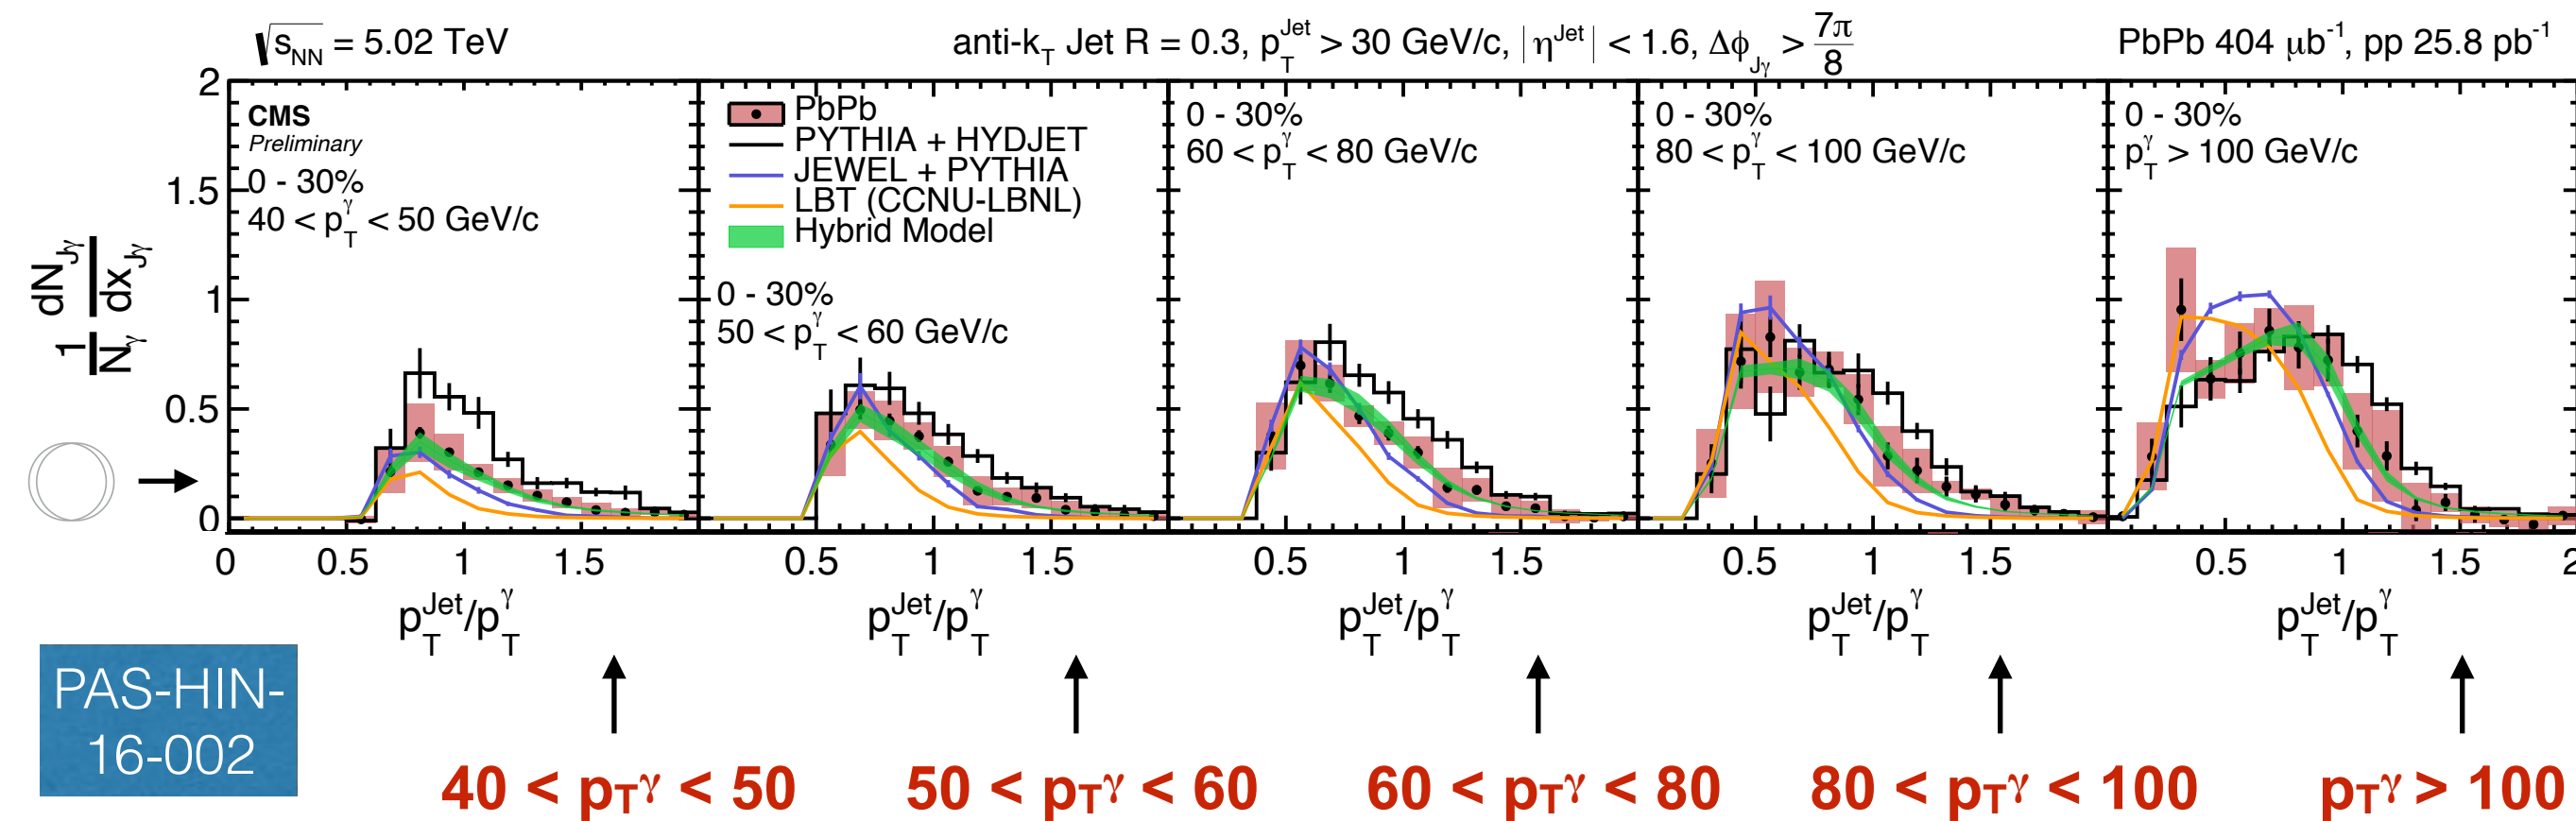 √sNN = 5.02 TeV
anti-kT Jet R = 0.3, pTJet > 30 GeV/c, |ηJet| < 1.6, ΔϕJγ > 7π/8
PbPb 404 μb-1, pp 25.8 pb-1
2
1.5
1
0.5
0
1/Nγ dNJγ/dxJγ
CMS
Preliminary
0 - 30%
40 < pTγ < 50 GeV/c
PbPb
PYTHIA + HYDJET
JEWEL + PYTHIA
LBT (CCNU-LBNL)
Hybrid Model
0 - 30%
50 < pTγ < 60 GeV/c
0 - 30%
60 < pTγ < 80 GeV/c
0 - 30%
80 < pTγ < 100 GeV/c
0 - 30%
pTγ > 100 GeV/c
0 0.5 1 1.5 0.5 1 1.5 0.5 1 1.5 0.5 1 1.5 0.5 1 1.5 2
pTJet/pTγ pTJet/pTγ pTJet/pTγ pTJet/pTγ pTJet/pTγ
PAS-HIN-
16-002
40 < pTγ < 50 50 < pTγ < 60 60 < pTγ < 80 80 < pTγ < 100 pTγ > 100